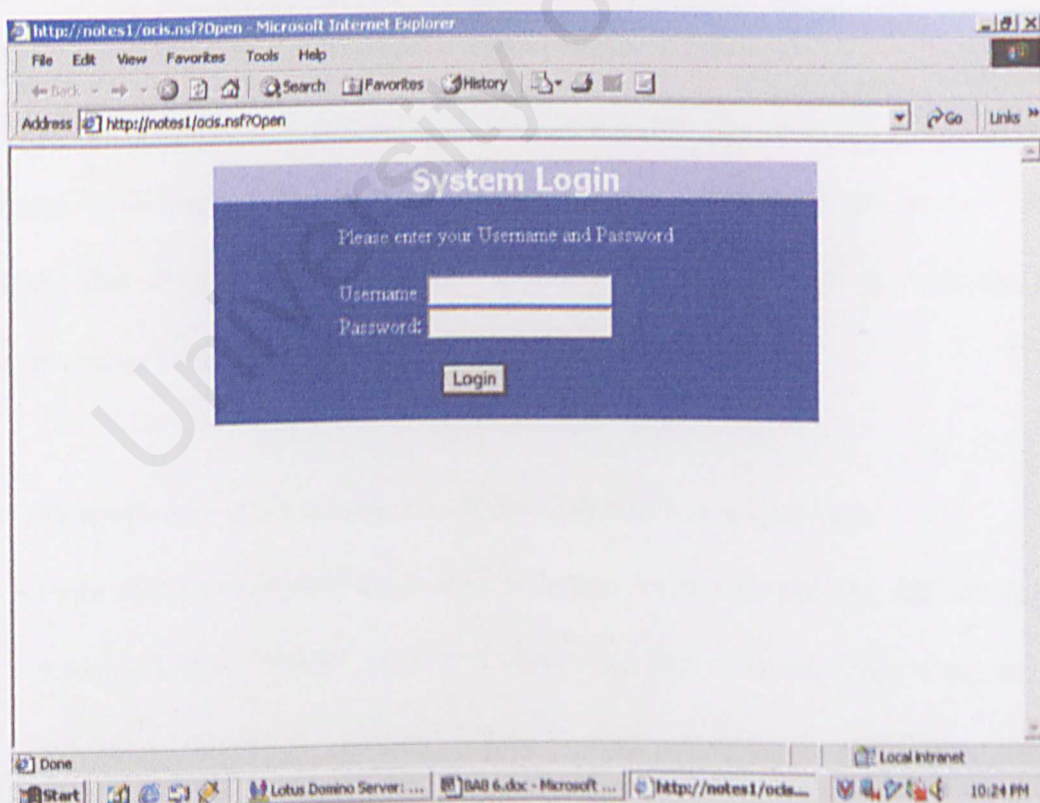 http://notes1/ocis.nsf?Open - Microsoft Internet Explorer
File Edit View Favorites Tools Help
Back Search Favorites History
Address http://notes1/ocis.nsf?Open Go Links »
System Login
Please enter your Username and Password
Username
Password:
Login
Done Local intranet
Start Lotus Domino Server: ... BAB 6.doc - Microsoft ... http://notes1/ocis.... 10:24 PM
University o